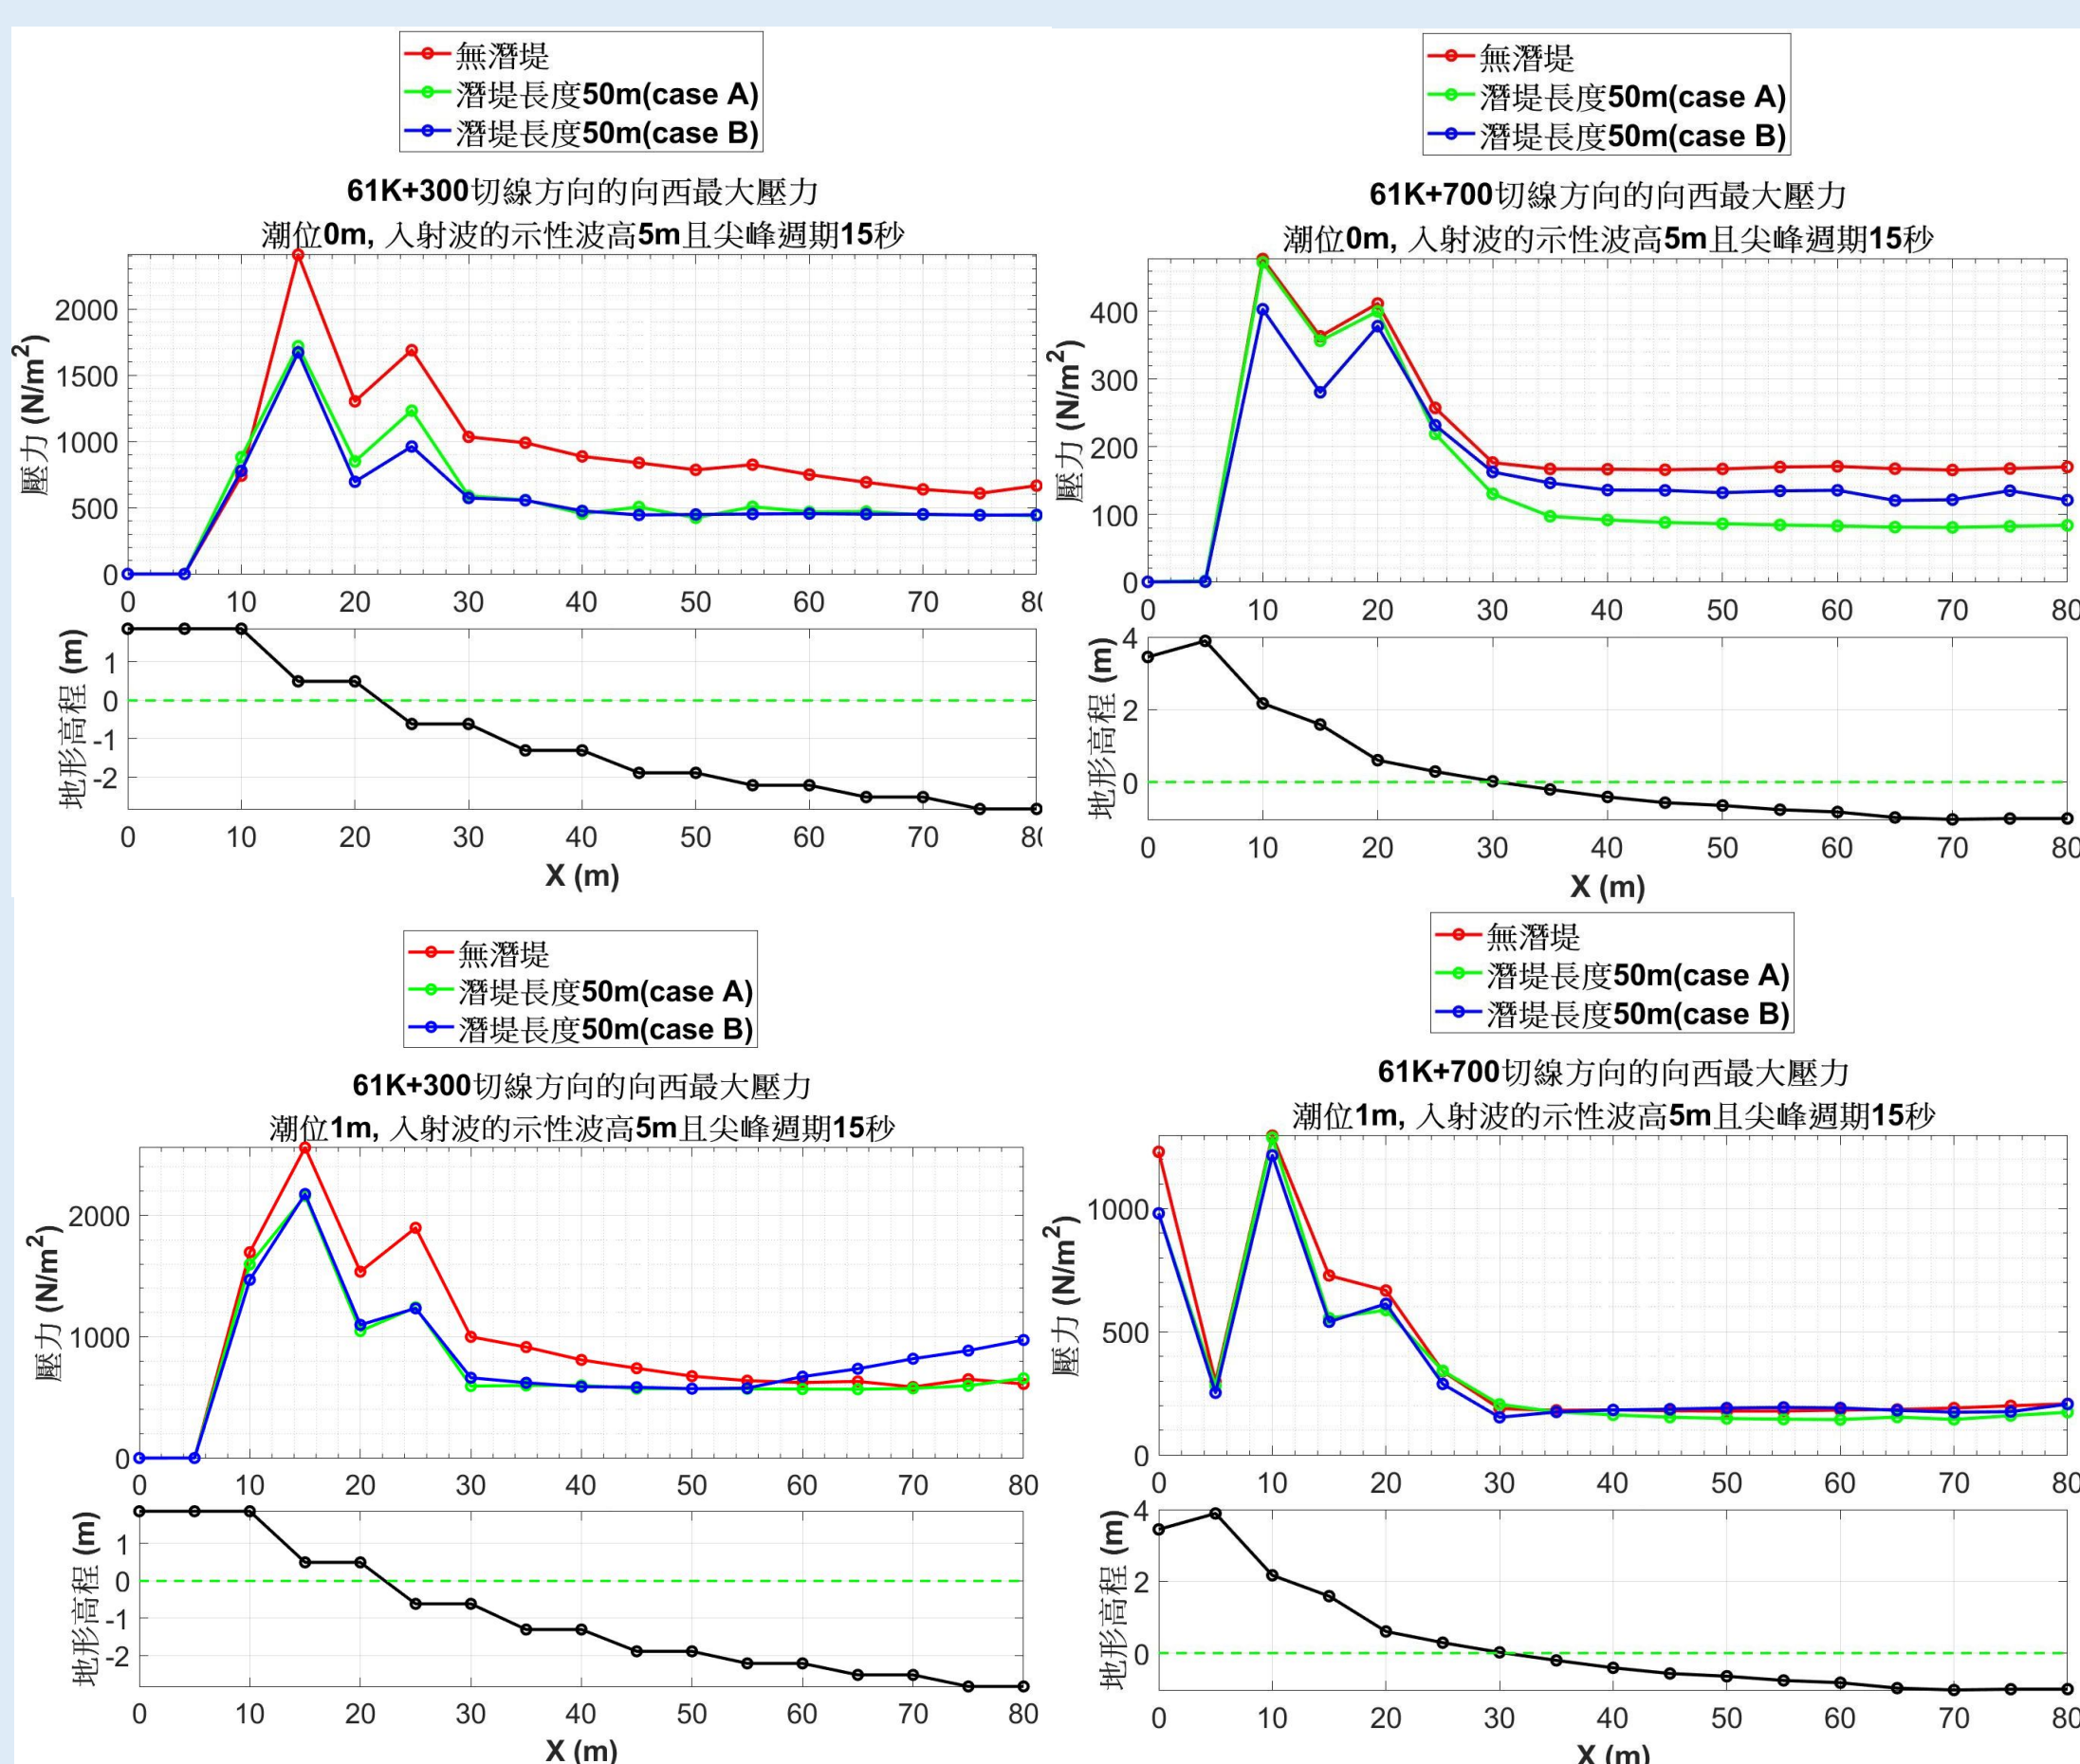 無潛堤
潛堤長度50m(case A)
潛堤長度50m(case B)
61K+300切線方向的向西最大壓力
潮位0m, 入射波的示性波高5m且尖峰週期15秒
壓力 (N/m²)
2000
1500
1000
500
0
0 10 20 30 40 50 60 70 80
地形高程 (m)
1
0
-1
-2
0 10 20 30 40 50 60 70 80
X (m)
無潛堤
潛堤長度50m(case A)
潛堤長度50m(case B)
61K+700切線方向的向西最大壓力
潮位0m, 入射波的示性波高5m且尖峰週期15秒
壓力 (N/m²)
400
300
200
100
0
0 10 20 30 40 50 60 70 80
地形高程 (m)
4
2
0
0 10 20 30 40 50 60 70 80
X (m)
無潛堤
潛堤長度50m(case A)
潛堤長度50m(case B)
61K+300切線方向的向西最大壓力
潮位1m, 入射波的示性波高5m且尖峰週期15秒
壓力 (N/m²)
2000
1000
0
0 10 20 30 40 50 60 70 80
地形高程 (m)
1
0
-1
-2
0 10 20 30 40 50 60 70 80
X (m)
無潛堤
潛堤長度50m(case A)
潛堤長度50m(case B)
61K+700切線方向的向西最大壓力
潮位1m, 入射波的示性波高5m且尖峰週期15秒
壓力 (N/m²)
1000
500
0
0 10 20 30 40 50 60 70 80
地形高程 (m)
4
2
0
0 10 20 30 40 50 60 70 80
X (m)